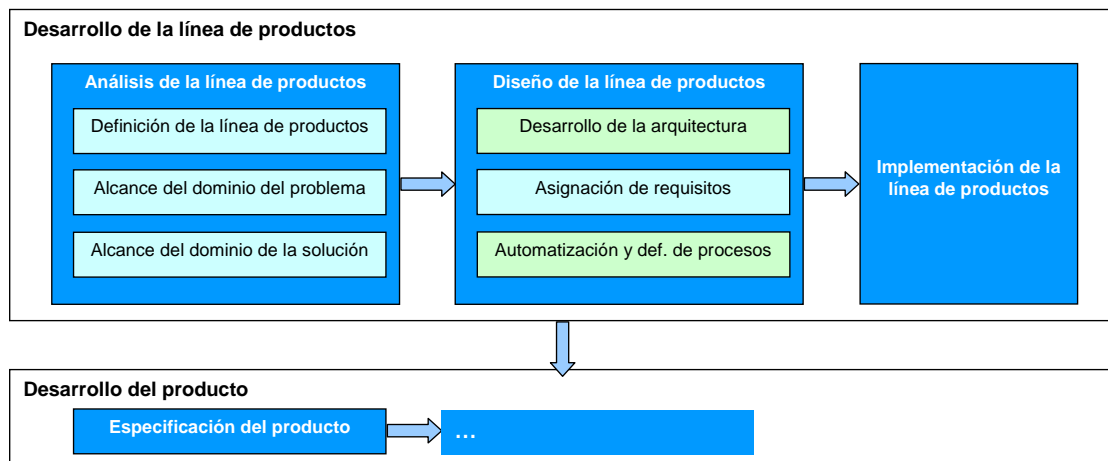 Desarrollo de la línea de productos
Análisis de la línea de productos
Definición de la línea de productos
Alcance del dominio del problema
Alcance del dominio de la solución
Diseño de la línea de productos
Desarrollo de la arquitectura
Asignación de requisitos
Automatización y def. de procesos
Implementación de la
línea de productos
Desarrollo del producto
Especificación del producto
...